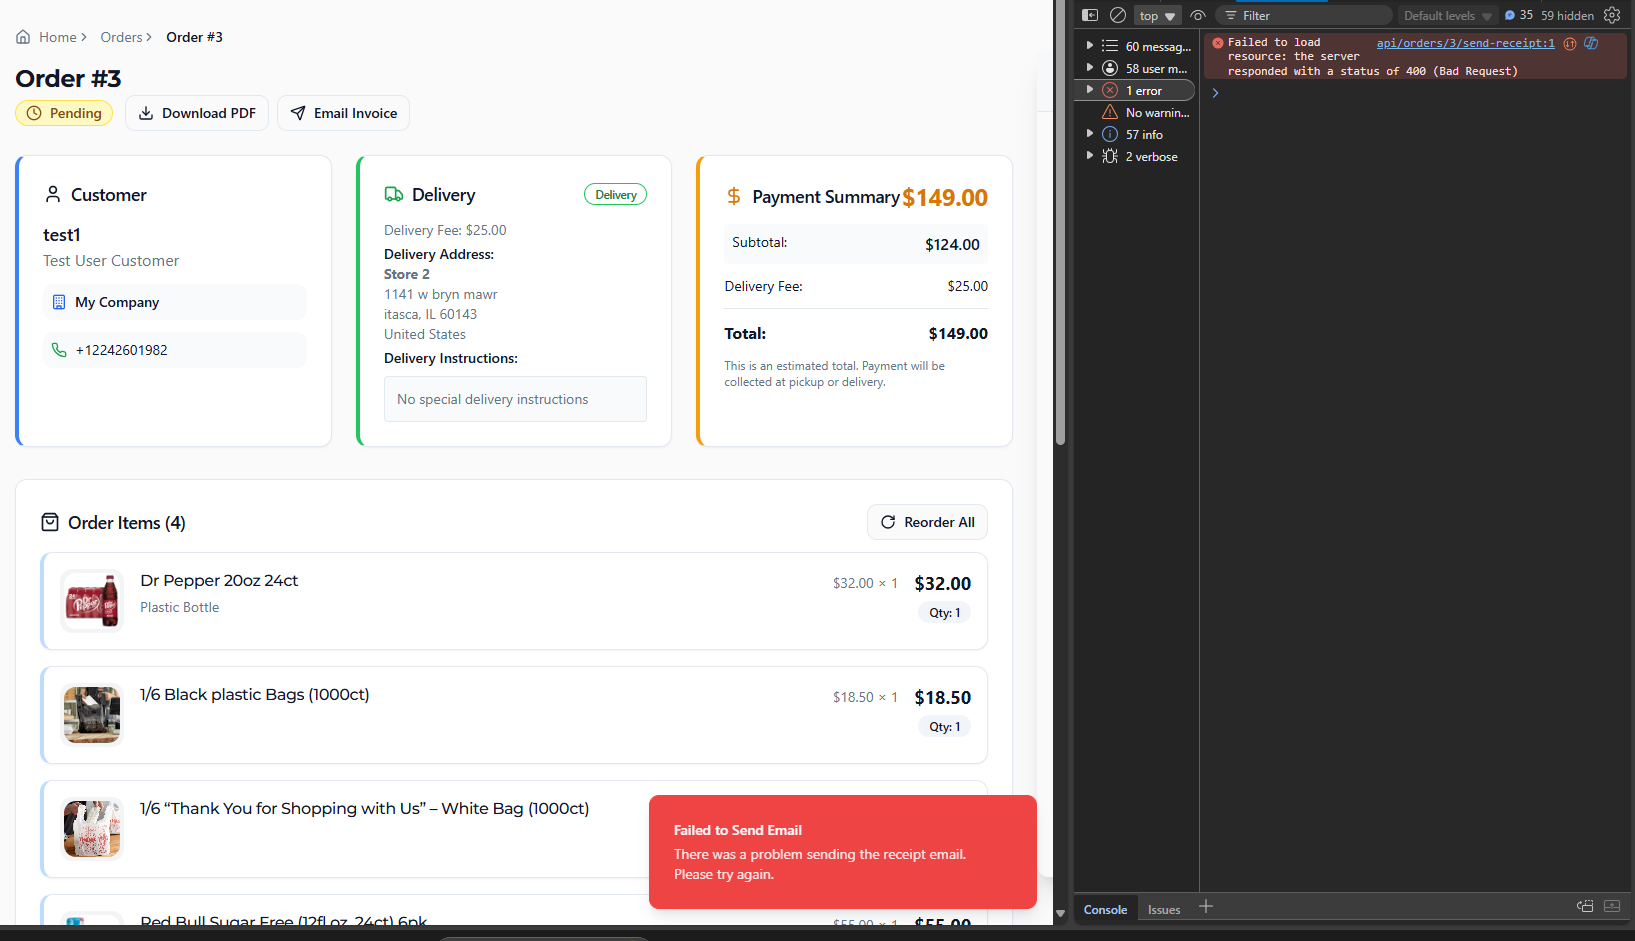 Home
Orders
Order #3
Order #3
Pending
Download PDF
Email Invoice
Customer
test1
Test User Customer
My Company
+12242601982
Delivery
Delivery
Delivery Fee: $25.00
Delivery Address:
Store 2
1141 w bryn mawr
itasca, IL 60143
United States
Delivery Instructions:
No special delivery instructions
Payment Summary
$149.00
Subtotal:
$124.00
Delivery Fee:
$25.00
Total:
$149.00
This is an estimated total. Payment will be
collected at pickup or delivery.
Order Items (4)
Reorder All
Dr Pepper 20oz 24ct
Plastic Bottle
$32.00 × 1
$32.00
Qty: 1
1/6 Black plastic Bags (1000ct)
$18.50 × 1
$18.50
Qty: 1
1/6 “Thank You for Shopping with Us” – White Bag (1000ct)
Red Bull Sugar Free (12fl oz, 24ct) 6pk
$55.00 × 1
$55.00
Failed to Send Email
There was a problem sending the receipt email.
Please try again.
top
Filter
Default levels
35
59 hidden
60 messag...
58 user m...
1 error
No warnin...
57 info
2 verbose
Failed to load
api/orders/3/send-receipt:1
resource: the server
responded with a status of 400 (Bad Request)
Console
Issues